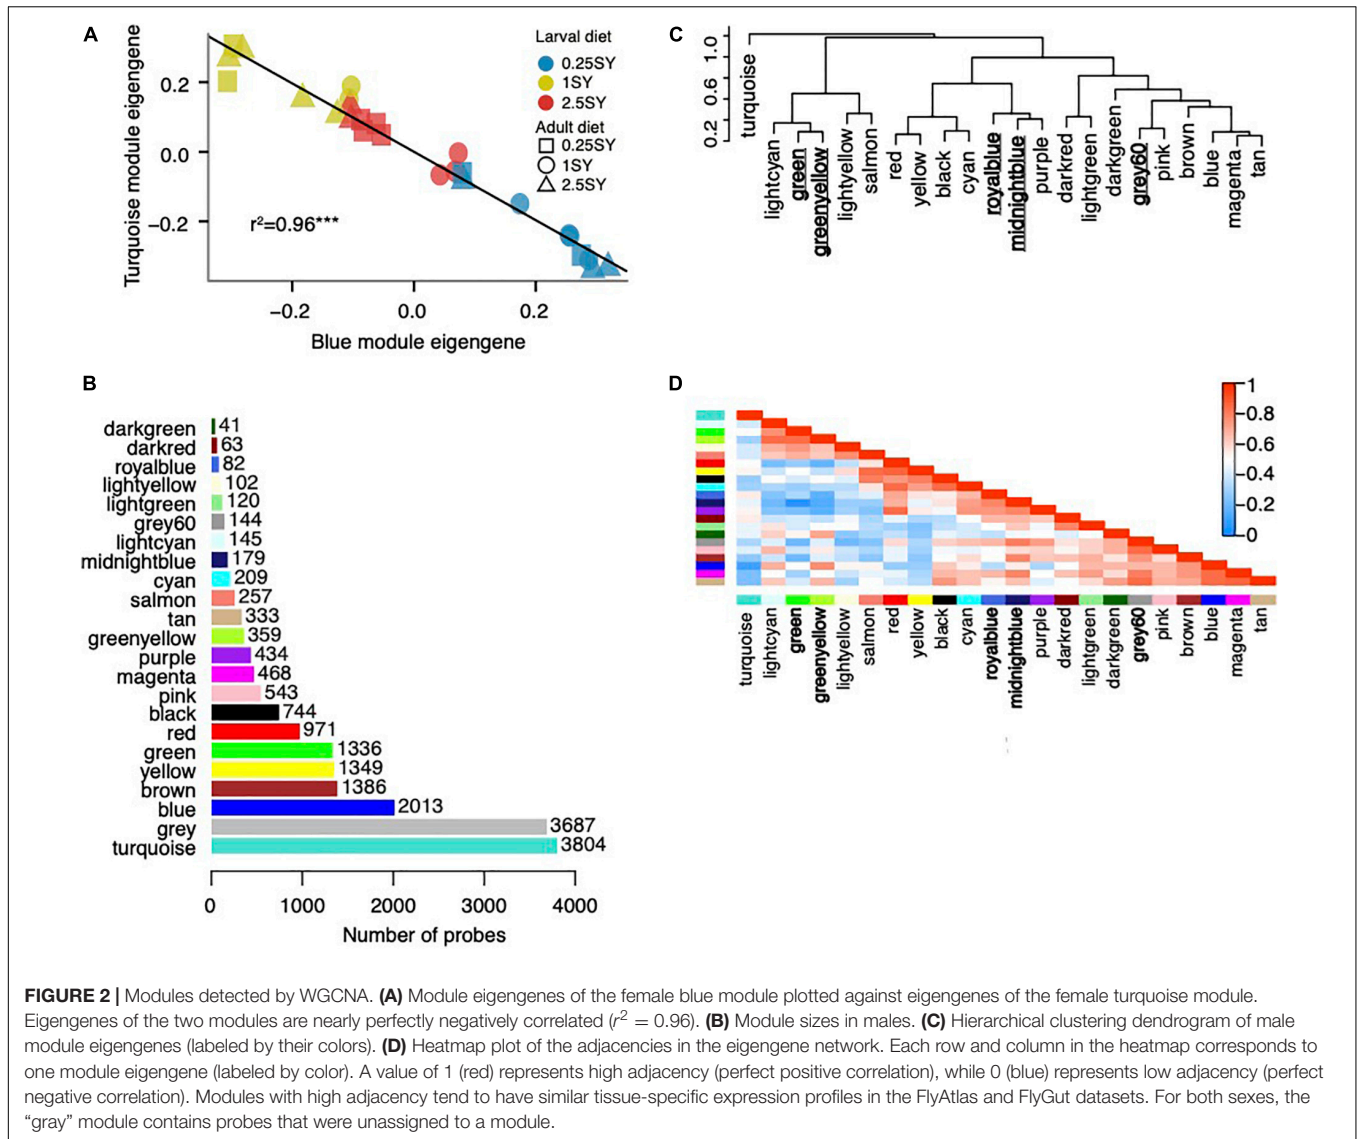 A
Turquoise module eigengene
0.2
0.0
−0.2
r²=0.96***
−0.2 0.0 0.2
Blue module eigengene
Larval diet
0.25SY
1SY
2.5SY
Adult diet
0.25SY
1SY
2.5SY
C
1.0
0.6
0.2
turquoise
lightcyan
green
greenyellow
lightyellow
salmon
red
yellow
black
cyan
royalblue
midnightblue
purple
darkred
lightgreen
darkgreen
grey60
pink
brown
blue
magenta
tan
B
darkgreen 41
darkred 63
royalblue 82
lightyellow 102
lightgreen 120
grey60 144
lightcyan 145
midnightblue 179
cyan 209
salmon 257
tan 333
greenyellow 359
purple 434
magenta 468
pink 543
black 744
red 971
green 1336
yellow 1349
brown 1386
blue 2013
grey 3687
turquoise 3804
0 1000 2000 3000 4000
Number of probes
D
1
0.8
0.6
0.4
0.2
0
turquoise
lightcyan
green
greenyellow
lightyellow
salmon
red
yellow
black
cyan
royalblue
midnightblue
purple
darkred
lightgreen
darkgreen
grey60
pink
brown
blue
magenta
tan
FIGURE 2 | Modules detected by WGCNA. (A) Module eigengenes of the female blue module plotted against eigengenes of the female turquoise module.
Eigengenes of the two modules are nearly perfectly negatively correlated (r² = 0.96). (B) Module sizes in males. (C) Hierarchical clustering dendrogram of male
module eigengenes (labeled by their colors). (D) Heatmap plot of the adjacencies in the eigengene network. Each row and column in the heatmap corresponds to
one module eigengene (labeled by color). A value of 1 (red) represents high adjacency (perfect positive correlation), while 0 (blue) represents low adjacency (perfect
negative correlation). Modules with high adjacency tend to have similar tissue-specific expression profiles in the FlyAtlas and FlyGut datasets. For both sexes, the
“gray” module contains probes that were unassigned to a module.